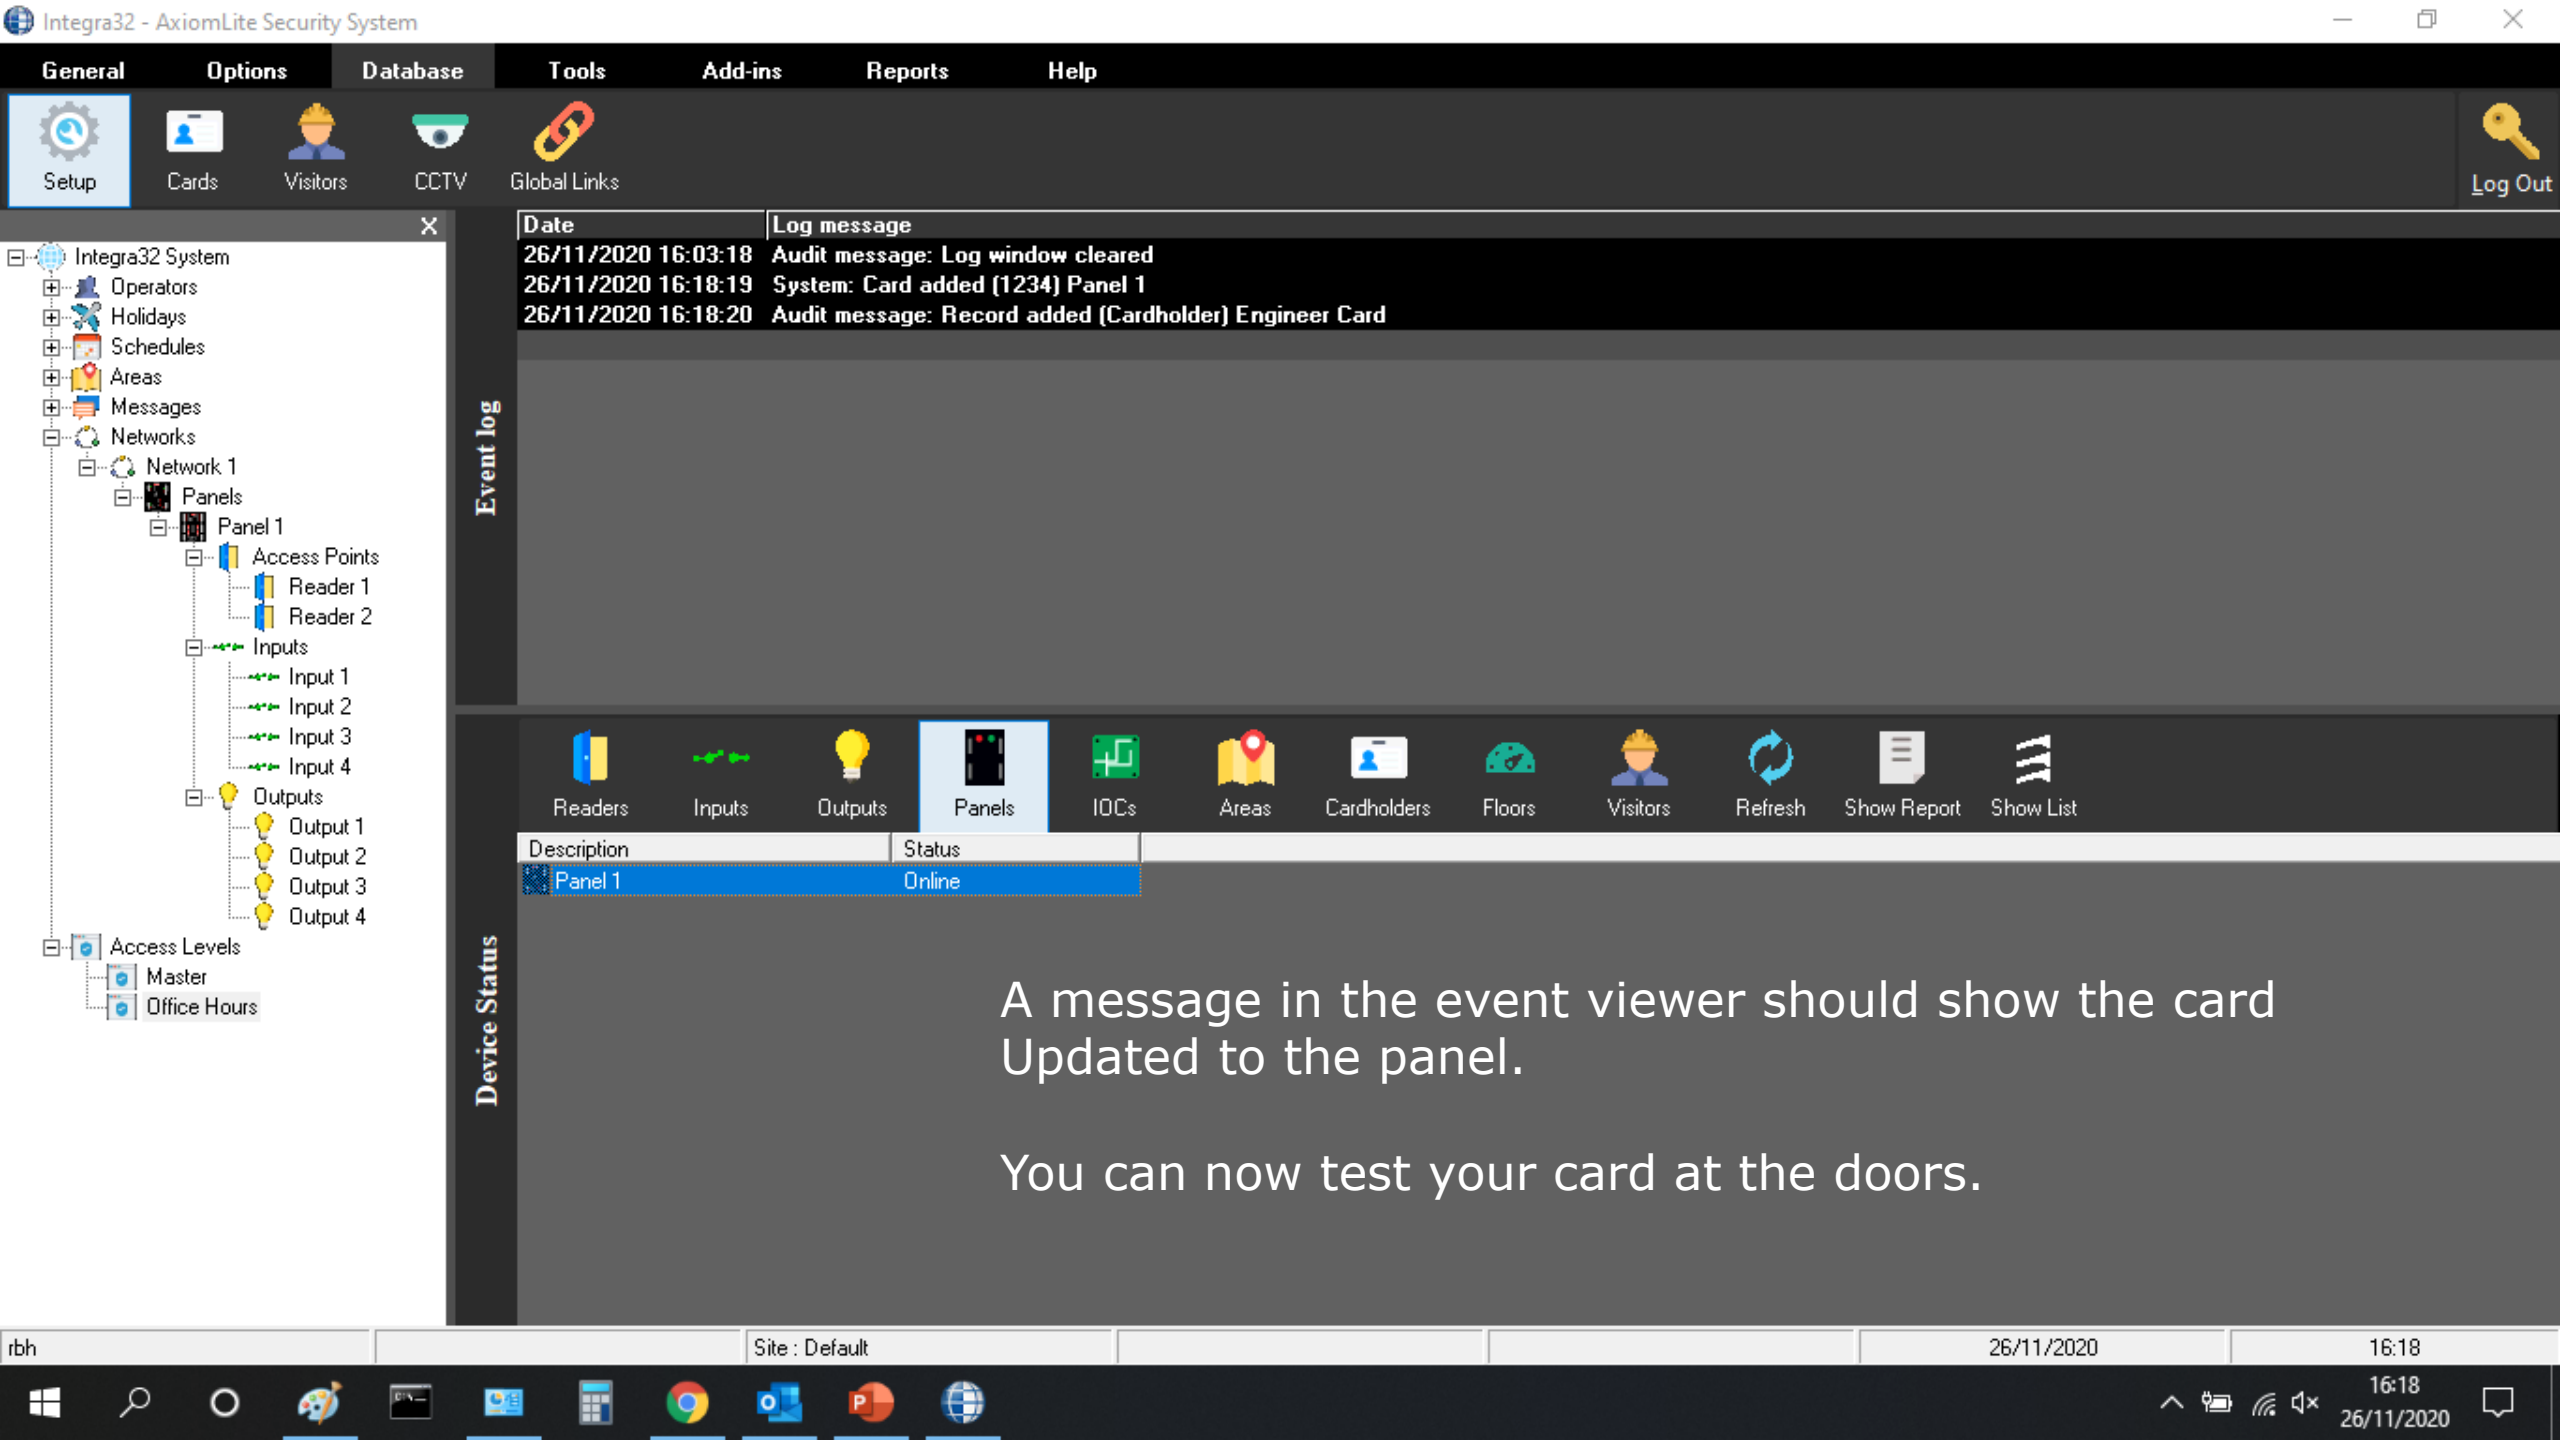 Integra32 - AxiomLite Security System
General Options Database Tools Add-ins Reports Help
Setup Cards Visitors CCTV Global Links Log Out
Integra32 System
Operators
Holidays
Schedules
Areas
Messages
Networks
Network 1
Panels
Panel 1
Access Points
Reader 1
Reader 2
Inputs
Input 1
Input 2
Input 3
Input 4
Outputs
Output 1
Output 2
Output 3
Output 4
Access Levels
Master
Office Hours
Event log
Date Log message
26/11/2020 16:03:18 Audit message: Log window cleared
26/11/2020 16:18:19 System: Card added (1234) Panel 1
26/11/2020 16:18:20 Audit message: Record added (Cardholder) Engineer Card
Device Status
Readers Inputs Outputs Panels IOCs Areas Cardholders Floors Visitors Refresh Show Report Show List
Description Status
Panel 1 Online
A message in the event viewer should show the card
Updated to the panel.
You can now test your card at the doors.
rbh Site : Default 26/11/2020 16:18
16:18
26/11/2020